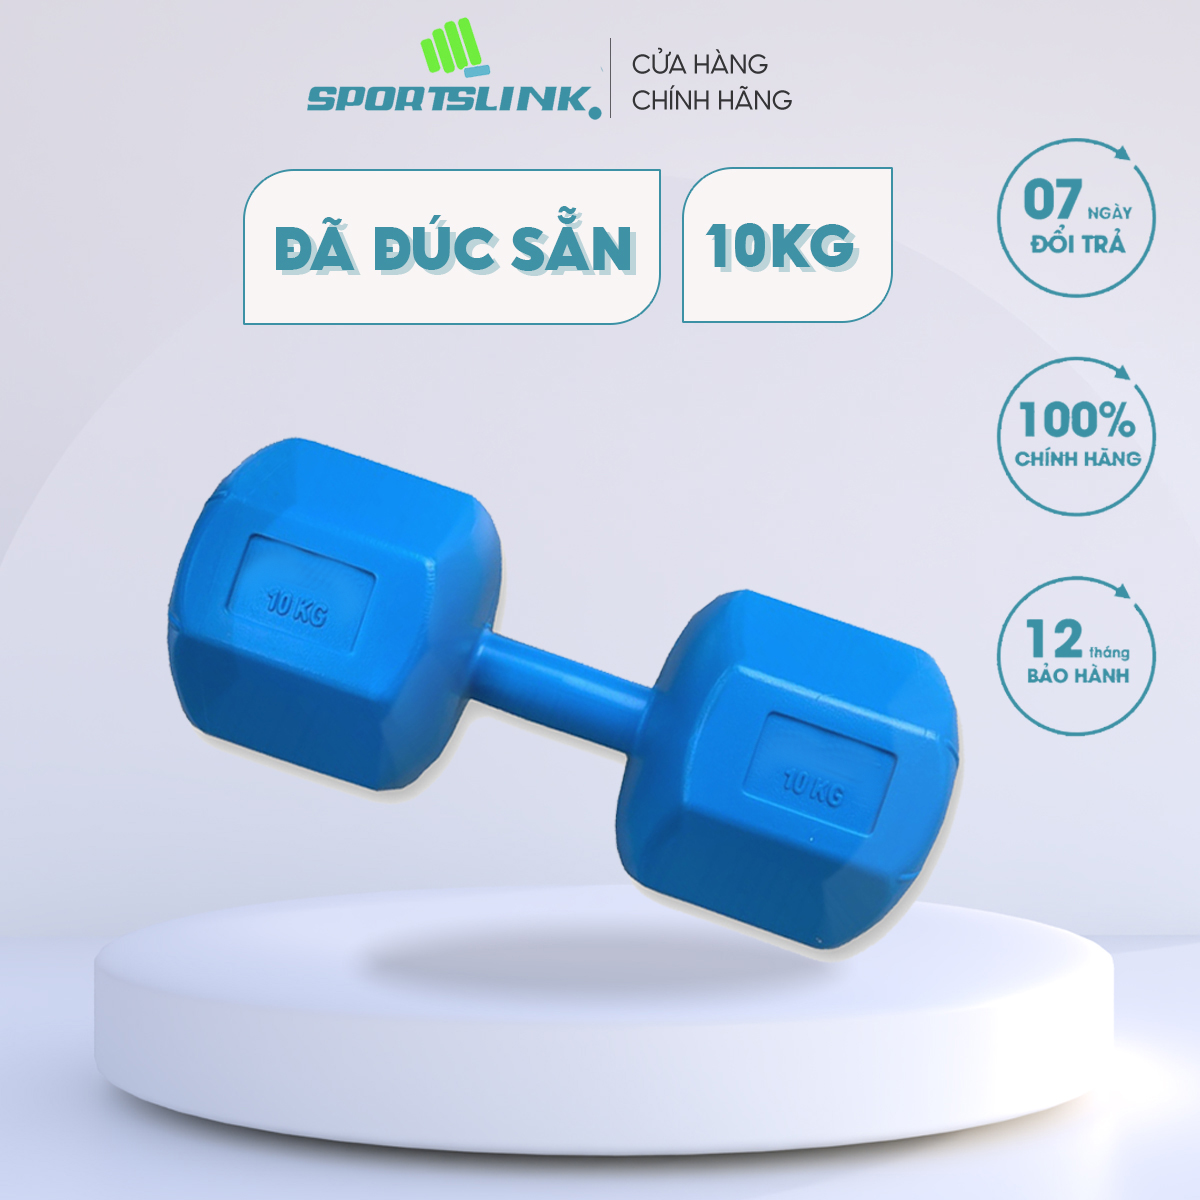 SPORTSLINK.
CỬA HÀNG
CHÍNH HÃNG
ĐÃ ĐÚC SẴN
10KG
07 NGÀY
ĐỔI TRẢ
100%
CHÍNH HÃNG
12 tháng
BẢO HÀNH
10 KG
10 KG